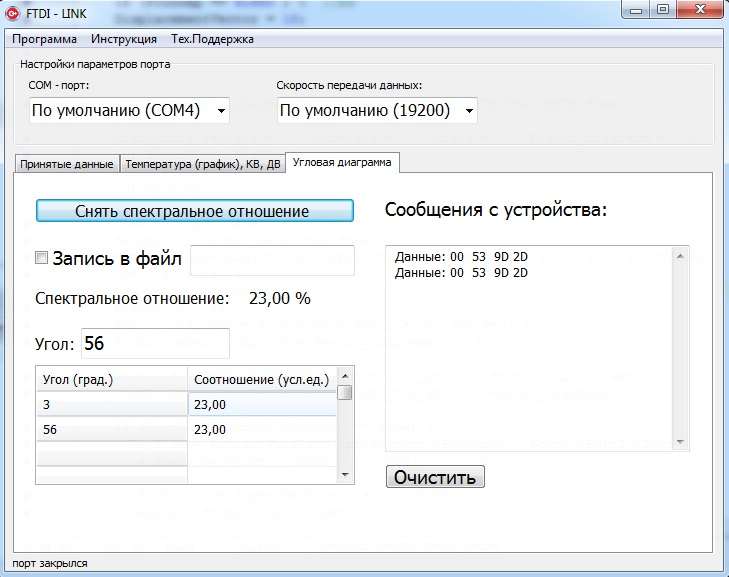 FTDI - LINK
Программа Инструкция Тех.Поддержка
Настройки параметров порта
COM - порт: Скорость передачи данных:
По умолчанию (COM4) По умолчанию (19200)
Принятые данные Температура (график), КВ, ДВ Угловая диаграмма
Снять спектральное отношение Сообщения с устройства:
Запись в файл
Данные: 00 53 9D 2D
Данные: 00 53 9D 2D
Спектральное отношение: 23,00 %
Угол: 56
Угол (град.) Соотношение (усл.ед.)
3 23,00
56 23,00
Очистить
порт закрылся